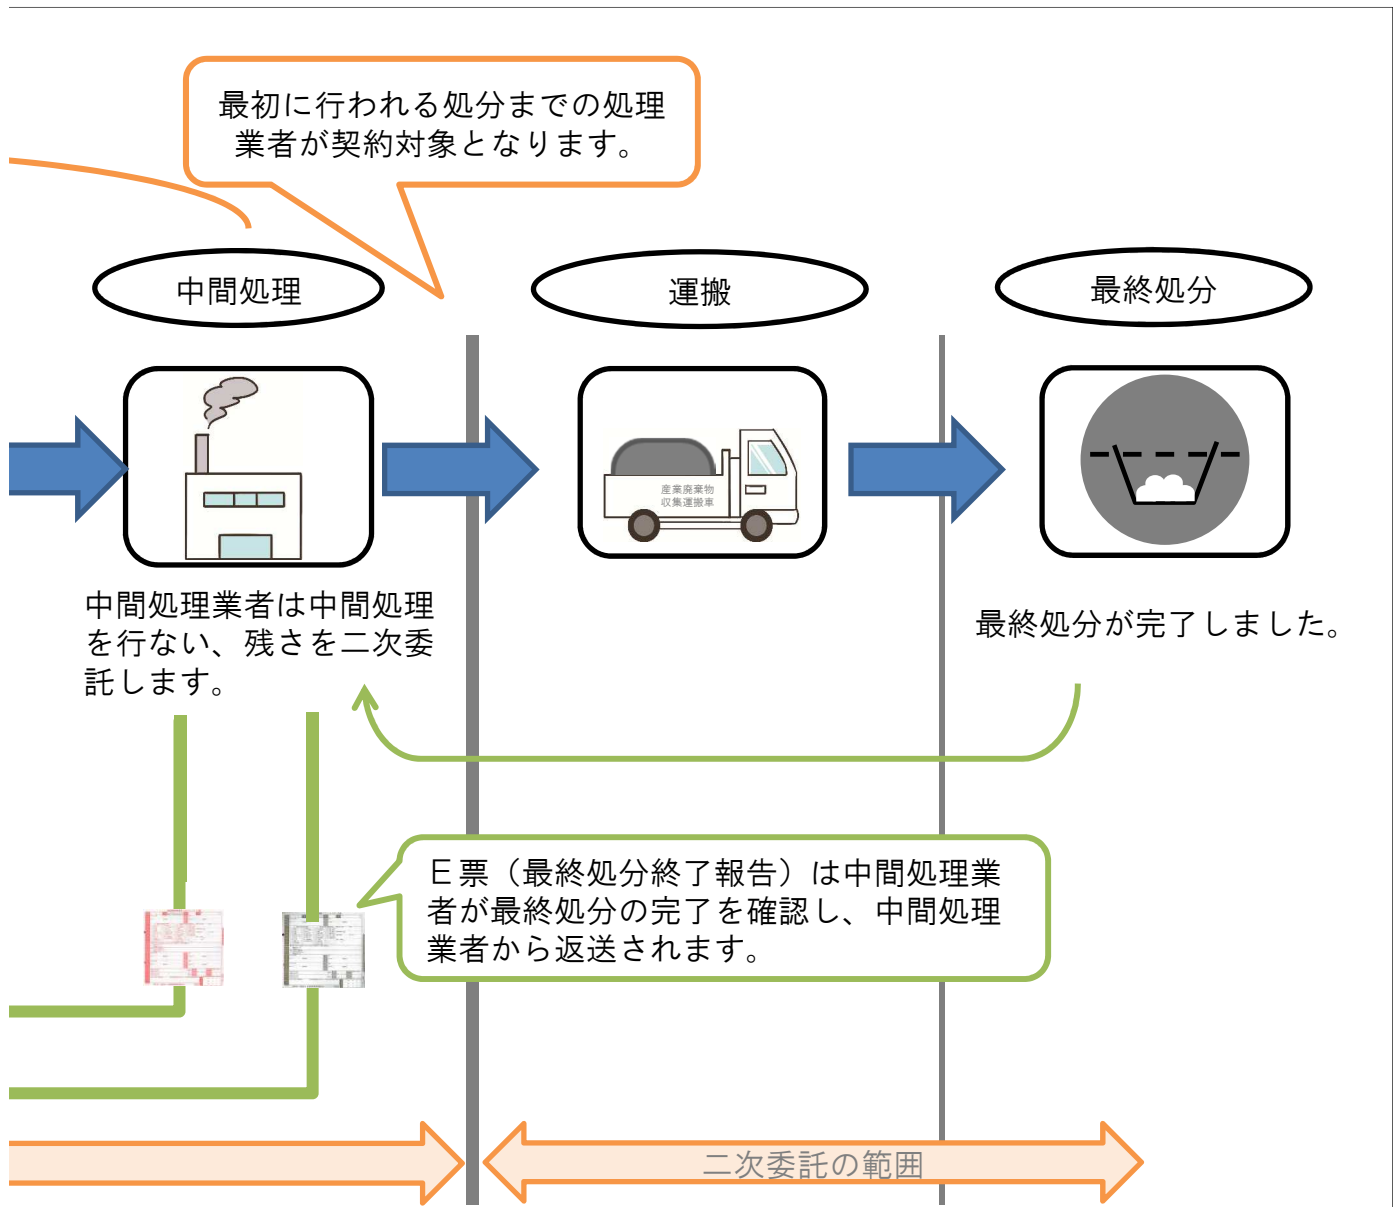 最初に行われる処分までの処理
業者が契約対象となります。
中間処理
運搬
最終処分
産業廃棄物
収集運搬車
中間処理業者は中間処理
を行ない、残さを二次委
託します。
最終処分が完了しました。
Ｅ票（最終処分終了報告）は中間処理業
者が最終処分の完了を確認し、中間処理
業者から返送されます。
二次委託の範囲